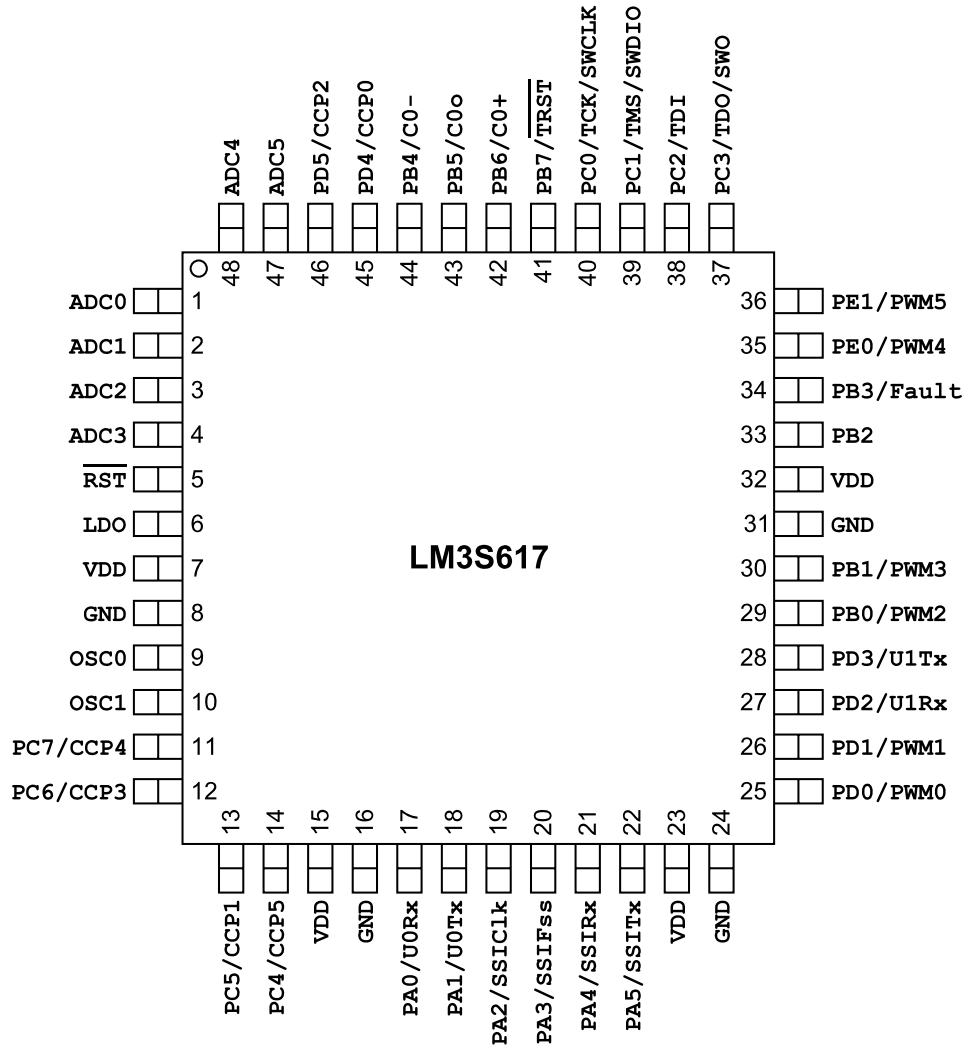 ADC4
ADC5
PD5/CCP2
PD4/CCP0
PB4/C0-
PB5/C0o
PB6/C0+
PB7/TRST
PC0/TCK/SWCLK
PC1/TMS/SWDIO
PC2/TDI
PC3/TDO/SWO
48
47
46
45
44
43
42
41
40
39
38
37
ADC0 1
ADC1 2
ADC2 3
ADC3 4
RST 5
LDO 6
VDD 7
GND 8
OSC0 9
OSC1 10
PC7/CCP4 11
PC6/CCP3 12
LM3S617
36 PE1/PWM5
35 PE0/PWM4
34 PB3/Fault
33 PB2
32 VDD
31 GND
30 PB1/PWM3
29 PB0/PWM2
28 PD3/U1Tx
27 PD2/U1Rx
26 PD1/PWM1
25 PD0/PWM0
13
14
15
16
17
18
19
20
21
22
23
24
PC5/CCP1
PC4/CCP5
VDD
GND
PA0/U0Rx
PA1/U0Tx
PA2/SSIClk
PA3/SSIFss
PA4/SSIRx
PA5/SSITx
VDD
GND